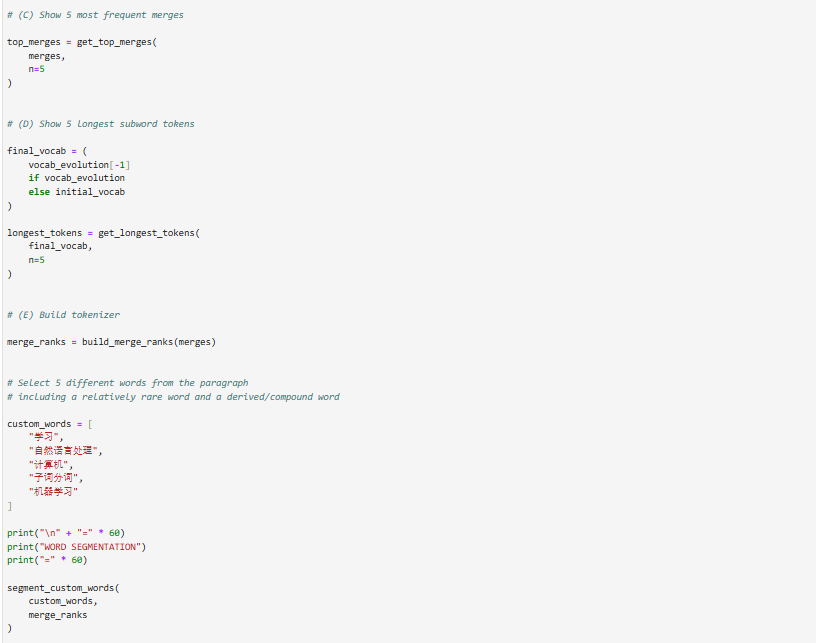 # (C) Show 5 most frequent merges
top_merges = get_top_merges(
    merges,
    n=5
)
# (D) Show 5 longest subword tokens
final_vocab = (
    vocab_evolution[-1]
    if vocab_evolution
    else initial_vocab
)
longest_tokens = get_longest_tokens(
    final_vocab,
    n=5
)
# (E) Build tokenizer
merge_ranks = build_merge_ranks(merges)
# Select 5 different words from the paragraph
# including a relatively rare word and a derived/compound word
custom_words = [
    "学习",
    "自然语言处理",
    "计算机",
    "子词分词",
    "机器学习"
]
print("\n" + "=" * 60)
print("WORD SEGMENTATION")
print("=" * 60)
segment_custom_words(
    custom_words,
    merge_ranks
)